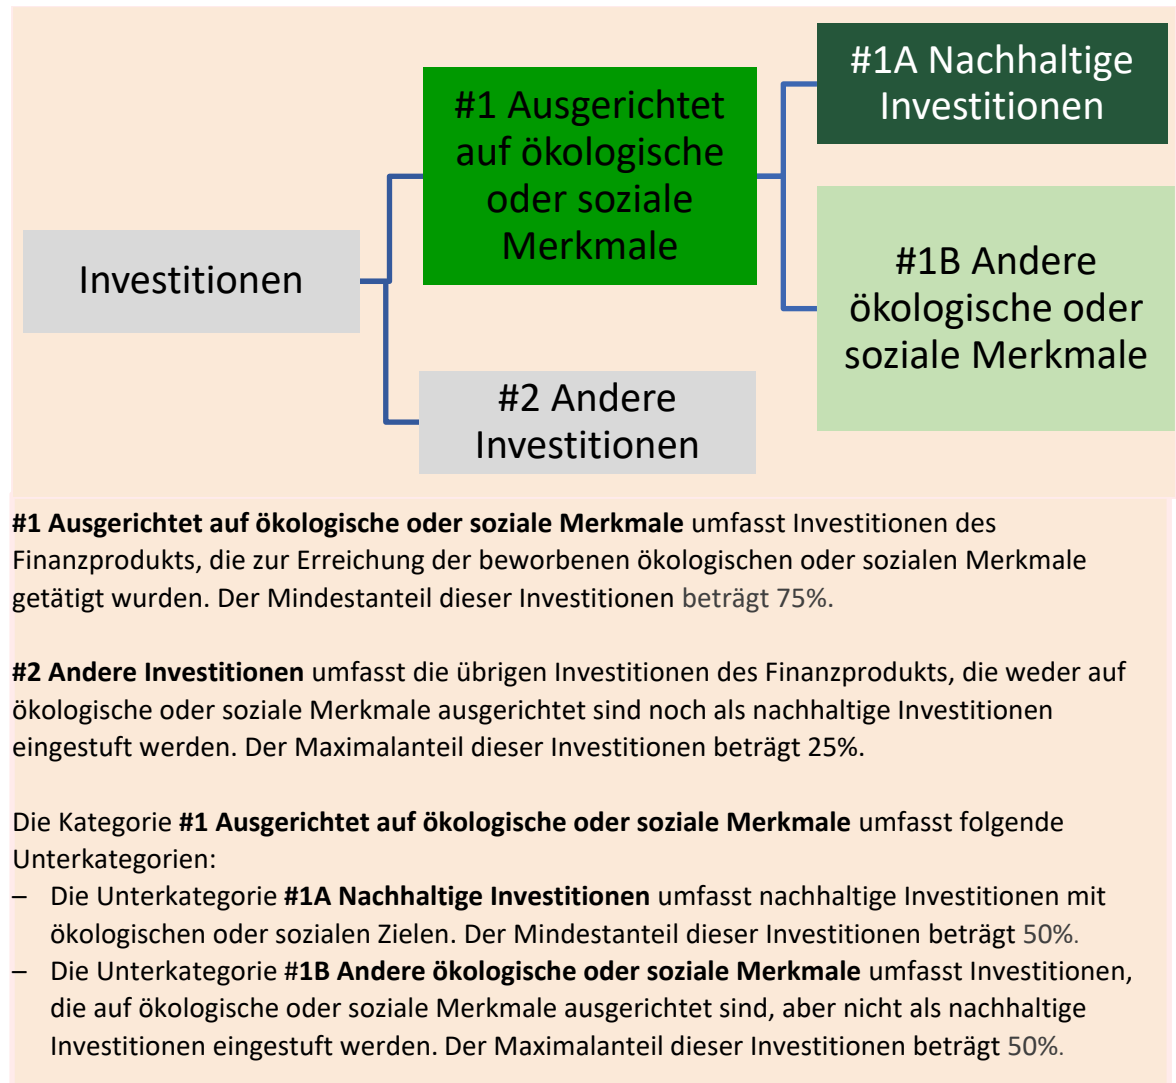 #1A Nachhaltige
Investitionen
#1 Ausgerichtet
auf ökologische
oder soziale
Merkmale
#1B Andere
ökologische oder
soziale Merkmale
Investitionen
#2 Andere
Investitionen
#1 Ausgerichtet auf ökologische oder soziale Merkmale umfasst Investitionen des
Finanzprodukts, die zur Erreichung der beworbenen ökologischen oder sozialen Merkmale
getätigt wurden. Der Mindestanteil dieser Investitionen beträgt 75%.
#2 Andere Investitionen umfasst die übrigen Investitionen des Finanzprodukts, die weder auf
ökologische oder soziale Merkmale ausgerichtet sind noch als nachhaltige Investitionen
eingestuft werden. Der Maximalanteil dieser Investitionen beträgt 25%.
Die Kategorie #1 Ausgerichtet auf ökologische oder soziale Merkmale umfasst folgende
Unterkategorien:
– Die Unterkategorie #1A Nachhaltige Investitionen umfasst nachhaltige Investitionen mit
ökologischen oder sozialen Zielen. Der Mindestanteil dieser Investitionen beträgt 50%.
– Die Unterkategorie #1B Andere ökologische oder soziale Merkmale umfasst Investitionen,
die auf ökologische oder soziale Merkmale ausgerichtet sind, aber nicht als nachhaltige
Investitionen eingestuft werden. Der Maximalanteil dieser Investitionen beträgt 50%.